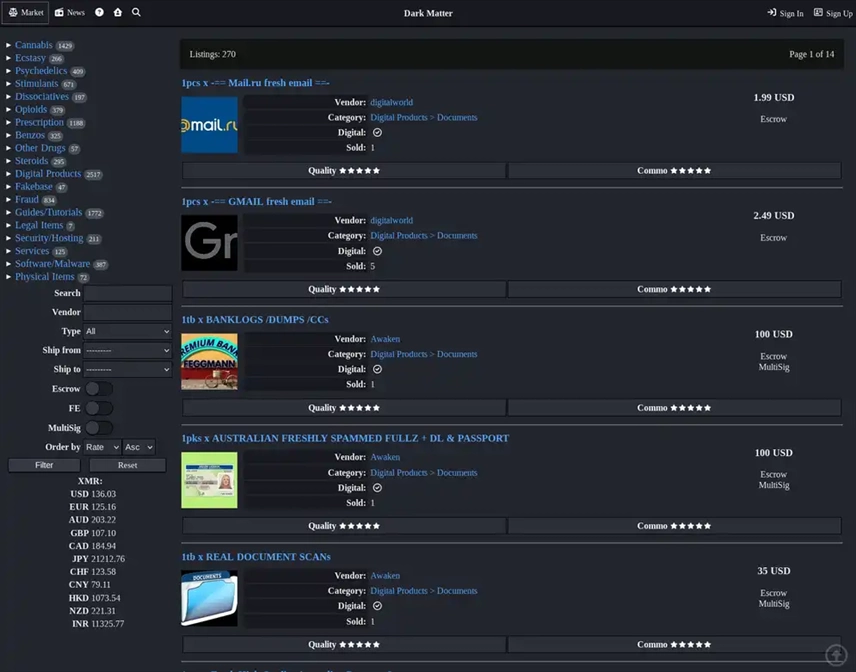 Market News Dark Matter Sign In Sign Up
Cannabis 1429
Ecstasy 266
Psychedelics 409
Stimulants 671
Dissociatives 197
Opioids 379
Prescription 1188
Benzos 325
Other Drugs 57
Steroids 295
Digital Products 2517
Fakebase 47
Fraud 834
Guides/Tutorials 1772
Legal Items 7
Security/Hosting 211
Services 125
Software/Malware 387
Physical Items 72
Search
Vendor
Type All
Ship from ---------
Ship to ---------
Escrow
FE
MultiSig
Order by Rate Asc
Filter Reset
XMR:
USD 136.03
EUR 125.16
AUD 203.22
GBP 107.10
CAD 184.94
JPY 21212.76
CHF 123.58
CNY 79.11
HKD 1073.54
NZD 221.31
INR 11325.77
Listings: 270 Page 1 of 14
1pcs x -== Mail.ru fresh email ==-
@mail.ru
Vendor: digitalworld
Category: Digital Products > Documents
Digital:
Sold: 1
1.99 USD
Escrow
Quality ★★★★★ Commo ★★★★★
1pcs x -== GMAIL fresh email ==-
Gr
Vendor: digitalworld
Category: Digital Products > Documents
Digital:
Sold: 5
2.49 USD
Escrow
Quality ★★★★★ Commo ★★★★★
1tb x BANKLOGS /DUMPS /CCs
Vendor: Awaken
Category: Digital Products > Documents
Digital:
Sold: 1
100 USD
Escrow
MultiSig
Quality ★★★★★ Commo ★★★★★
1pks x AUSTRALIAN FRESHLY SPAMMED FULLZ + DL & PASSPORT
Vendor: Awaken
Category: Digital Products > Documents
Digital:
Sold: 1
100 USD
Escrow
MultiSig
Quality ★★★★★ Commo ★★★★★
1tb x REAL DOCUMENT SCANs
DOCUMENTS
Vendor: Awaken
Category: Digital Products > Documents
Digital:
Sold: 1
35 USD
Escrow
MultiSig
Quality ★★★★★ Commo ★★★★★